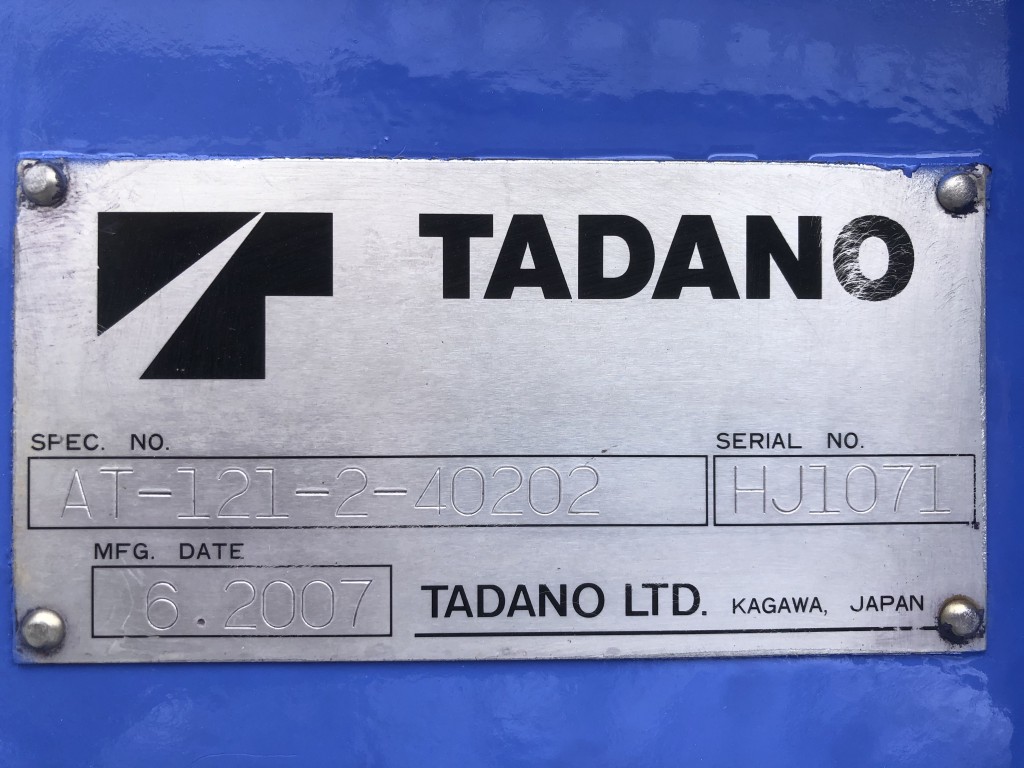 TADANO
SPEC. NO. SERIAL NO.
AT-121-2-40202 HJ1071
MFG. DATE
6.2007 TADANO LTD. KAGAWA, JAPAN